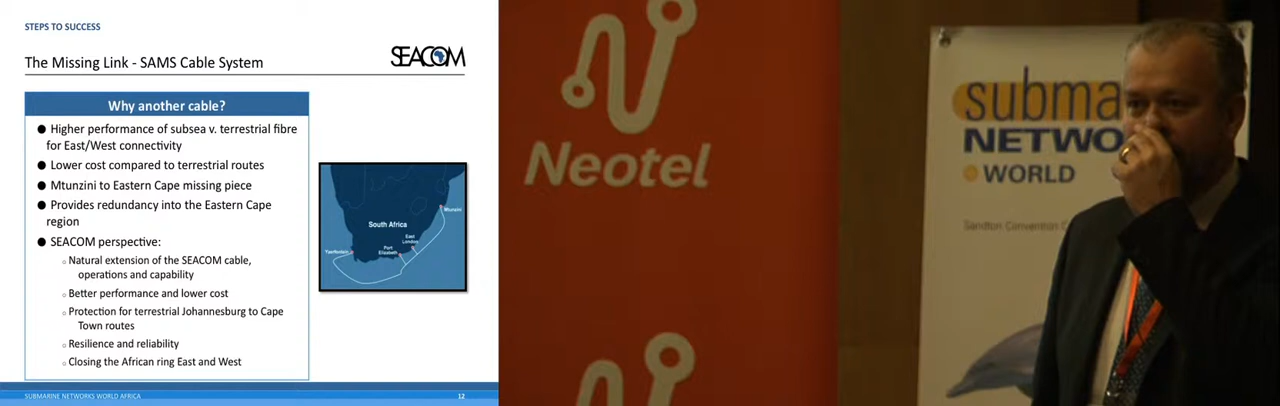 STEPS TO SUCCESS
The Missing Link - SAMS Cable System
SEACOM
Why another cable?
● Higher performance of subsea v. terrestrial fibre
for East/West connectivity
● Lower cost compared to terrestrial routes
● Mtunzini to Eastern Cape missing piece
● Provides redundancy into the Eastern Cape
region
● SEACOM perspective:
○ Natural extension of the SEACOM cable,
operations and capability
○ Better performance and lower cost
○ Protection for terrestrial Johannesburg to Cape
Town routes
○ Resilience and reliability
○ Closing the African ring East and West
South Africa
East
London
Port
Elizabeth
SUBMARINE NETWORKS WORLD AFRICA
12
Neotel
subma
NETWO
WORLD
Sandton Convention C